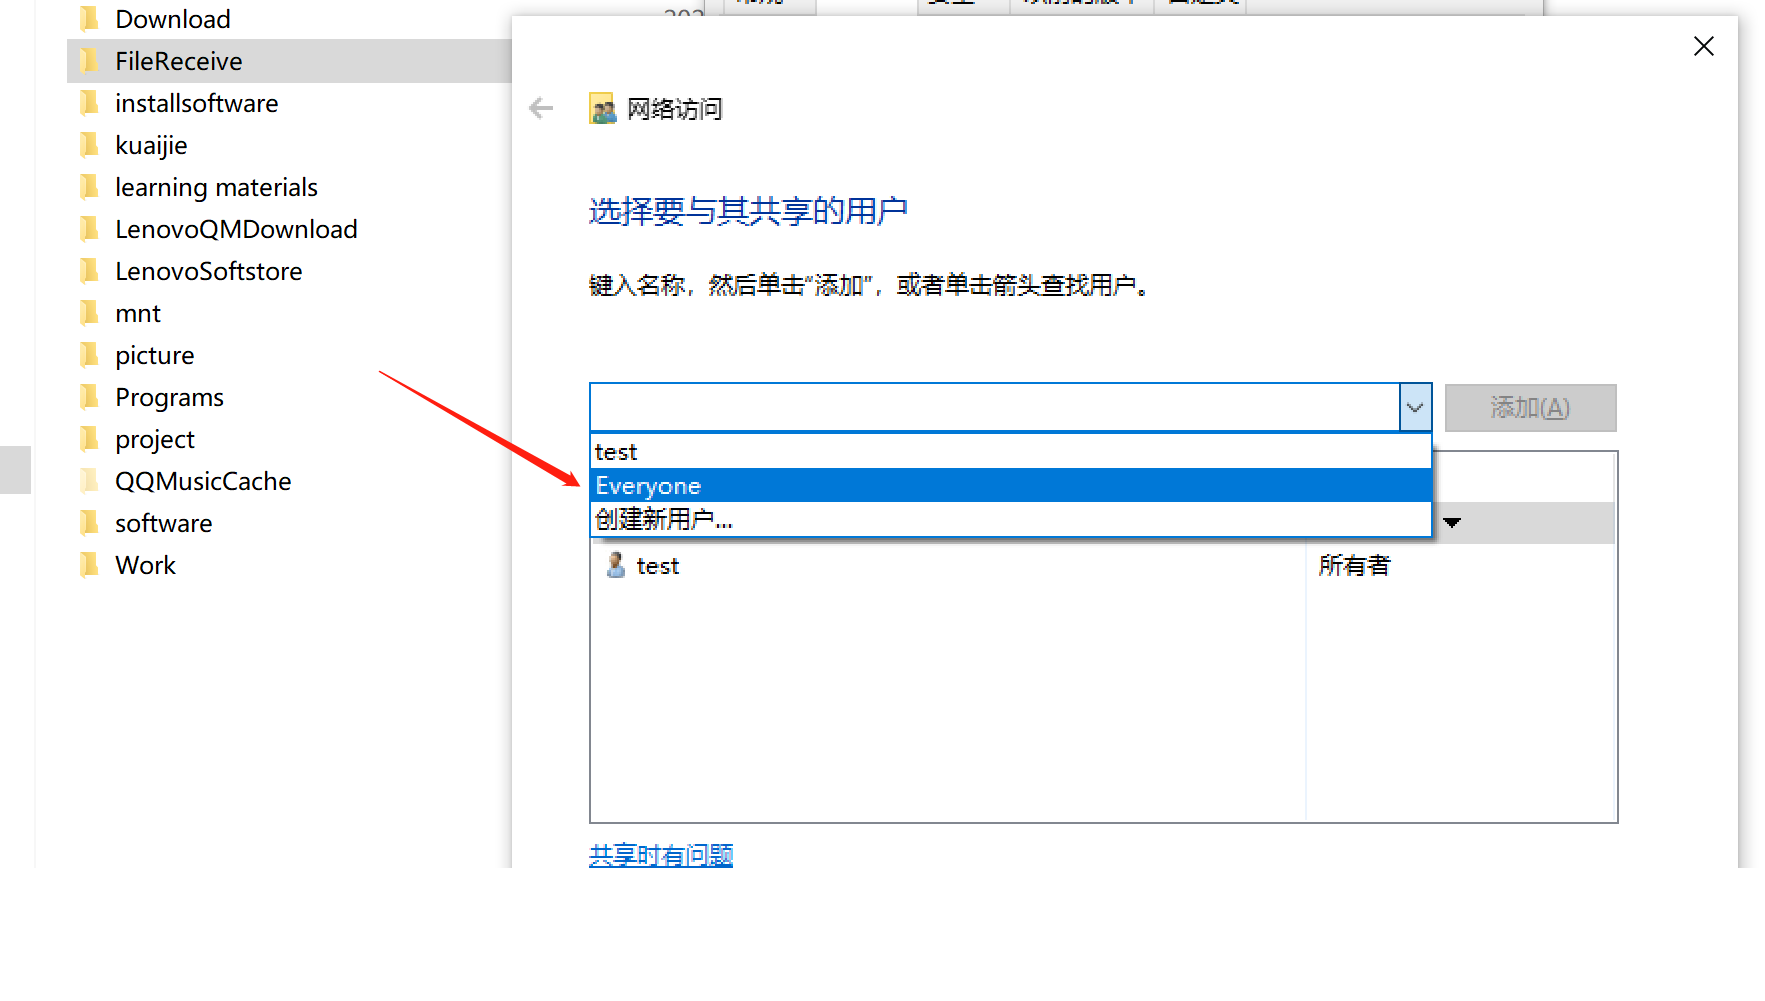 Download
FileReceive
installsoftware
kuaijie
learning materials
LenovoQMDownload
LenovoSoftstore
mnt
picture
Programs
project
QQMusicCache
software
Work
网络访问
选择要与其共享的用户
键入名称，然后单击“添加”，或者单击箭头查找用户。
添加(A)
test
Everyone
创建新用户...
test
所有者
共享时有问题